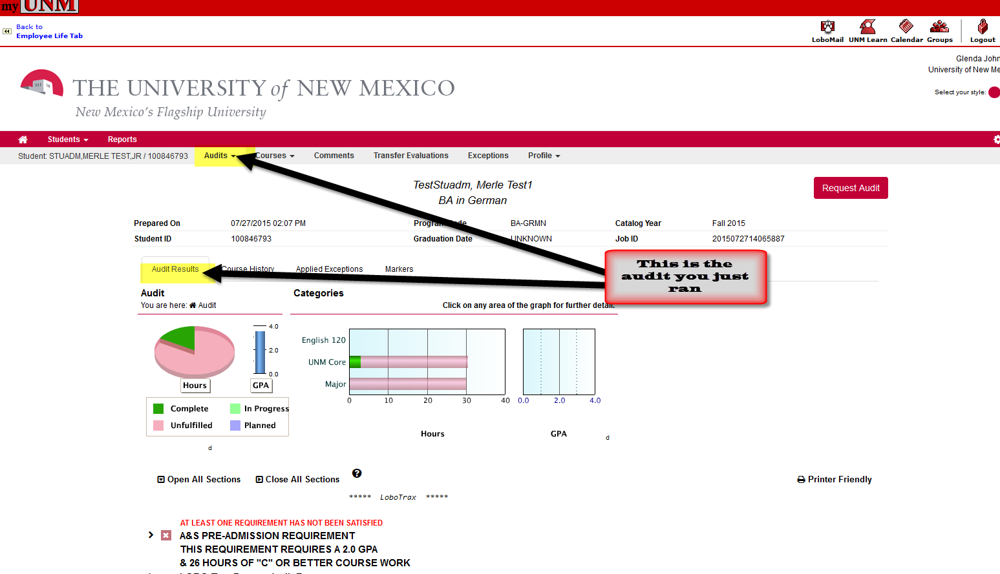 my UNM
Back to
Employee Life Tab
LoboMail UNM Learn Calendar Groups Logout
Glenda John
University of New Me
Select your style:
THE UNIVERSITY of NEW MEXICO
New Mexico's Flagship University
Students Reports
Student: STUADM,MERLE TEST,JR / 100846793 Audits Courses Comments Transfer Evaluations Exceptions Profile
TestStuadm, Merle Test1
BA in German
Request Audit
Prepared On 07/27/2015 02:07 PM BA-GRMN Catalog Year Fall 2015
Student ID 100846793 Graduation Date UNKNOWN Job ID 2015072714065887
This is the
audit you just
ran
Audit Results Course History Applied Exceptions Markers
Audit Categories
You are here: Audit Click on any area of the graph for further detail.
4.0
2.0
0.0
Hours GPA
Complete In Progress
Unfulfilled Planned
d
English 120
UNM Core
Major
0 10 20 30 40 0.0 2.0 4.0
Hours GPA
d
Open All Sections Close All Sections ? Printer Friendly
***** LoboTrax *****
AT LEAST ONE REQUIREMENT HAS NOT BEEN SATISFIED
A&S PRE-ADMISSION REQUIREMENT
THIS REQUIREMENT REQUIRES A 2.0 GPA
& 26 HOURS OF "C" OR BETTER COURSE WORK